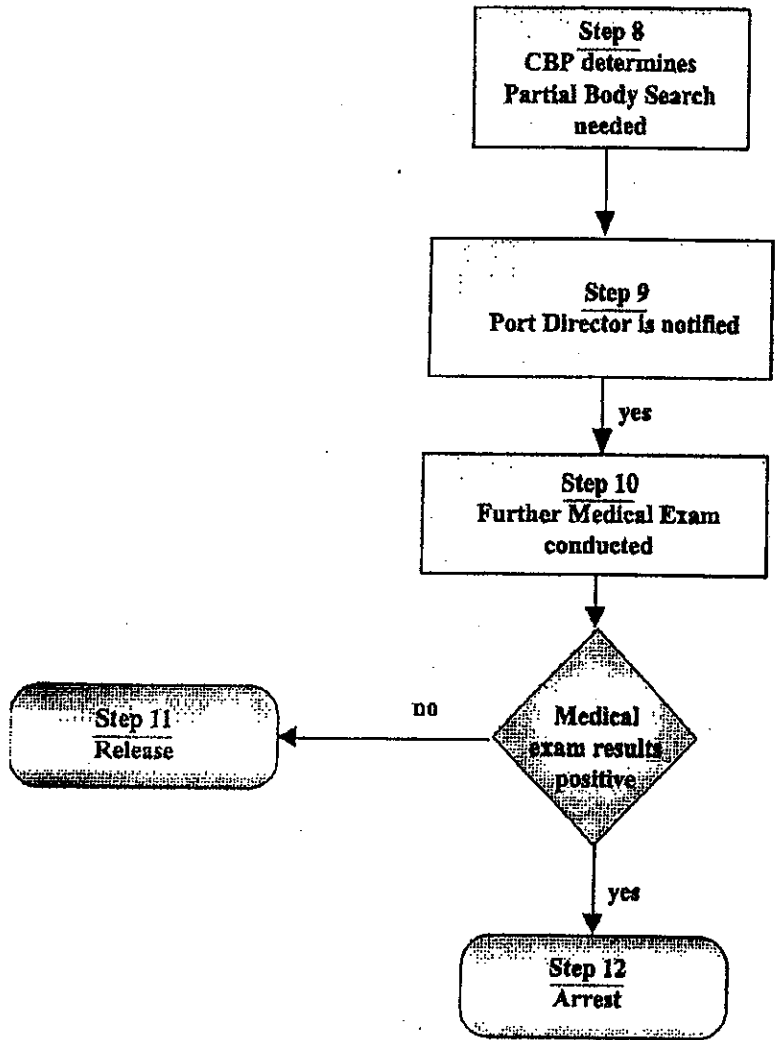 Step 8
CBP determines
Partial Body Search
needed
Step 9
Port Director is notified
yes
Step 10
Further Medical Exam
conducted
Medical
exam results
positive
no
Step 11
Release
yes
Step 12
Arrest